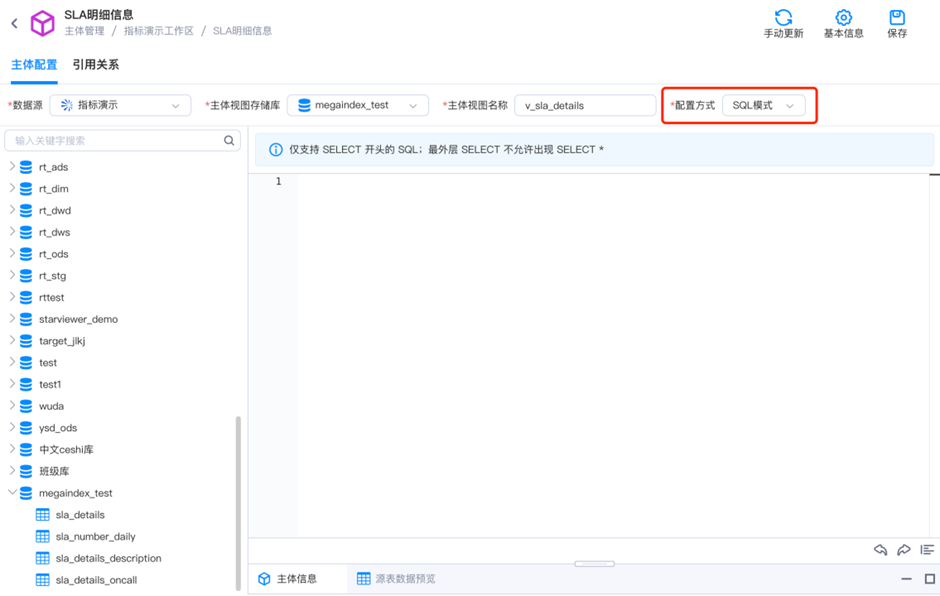 SLA明细信息
主体管理 / 指标演示工作区 / SLA明细信息
手动更新 基本信息 保存
主体配置 引用关系
*数据源 指标演示 *主体视图存储库 megaindex_test *主体视图名称 v_sla_details *配置方式 SQL模式
输入关键字搜索
仅支持 SELECT 开头的 SQL；最外层 SELECT 不允许出现 SELECT *
1
rt_ads
rt_dim
rt_dwd
rt_dws
rt_ods
rt_stg
rttest
starviewer_demo
target_jlkj
test
test1
wuda
ysd_ods
中文ceshi库
班级库
megaindex_test
sla_details
sla_number_daily
sla_details_description
sla_details_oncall
主体信息 源表数据预览